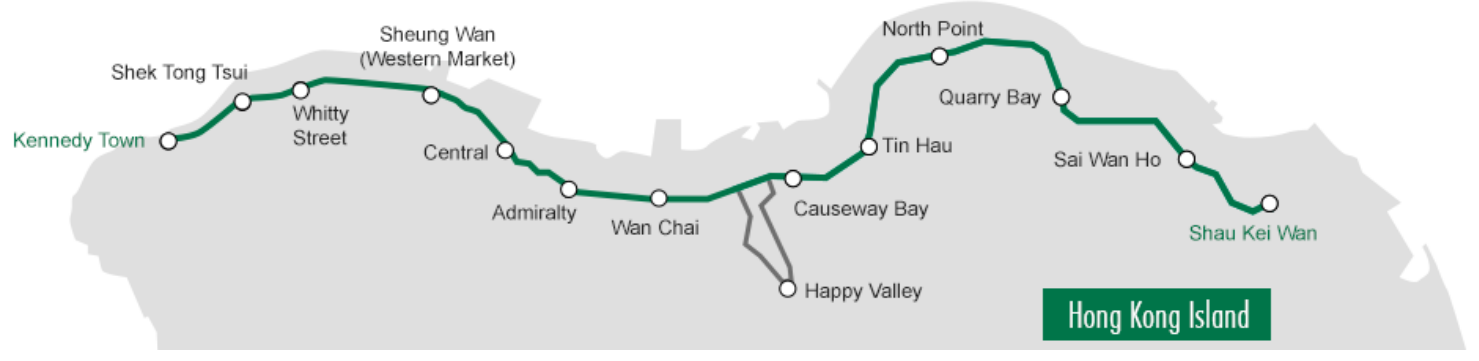 Kennedy Town
Shek Tong Tsui
Whitty
Street
Sheung Wan
(Western Market)
Central
Admiralty
Wan Chai
Happy Valley
Causeway Bay
Tin Hau
North Point
Quarry Bay
Sai Wan Ho
Shau Kei Wan
Hong Kong Island